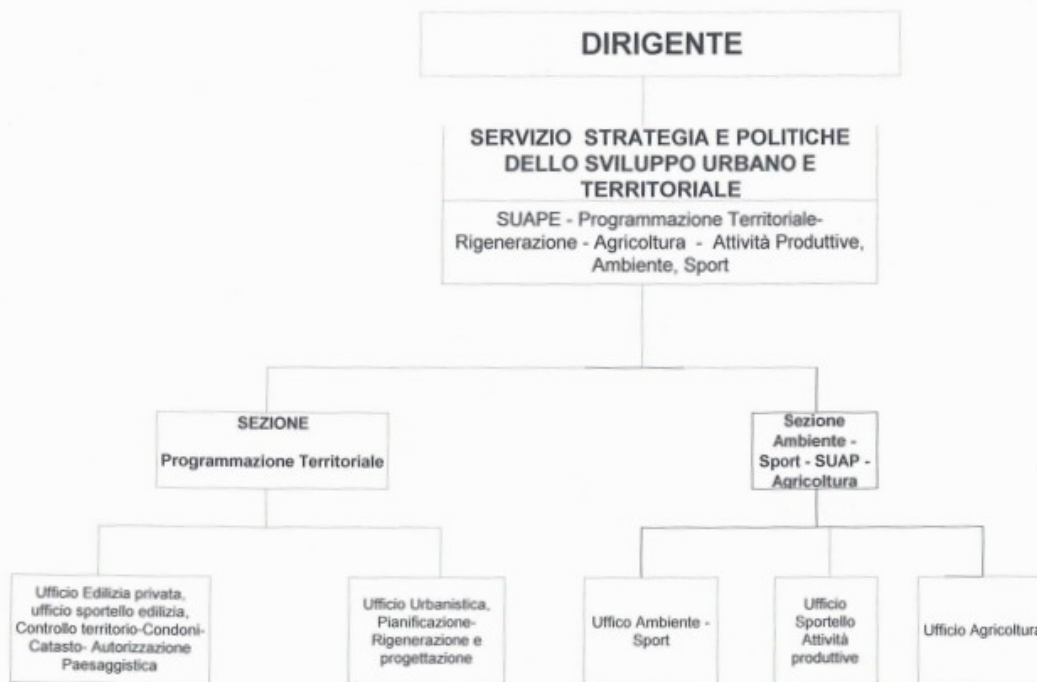 DIRIGENTE
SERVIZIO STRATEGIA E POLITICHE
DELLO SVILUPPO URBANO E
TERRITORIALE
SUAPE - Programmazione Territoriale-
Rigenerazione - Agricoltura - Attività Produttive,
Ambiente, Sport
SEZIONE
Programmazione Territoriale
Sezione
Ambiente -
Sport - SUAP -
Agricoltura
Ufficio Edilizia privata,
ufficio sportello edilizia,
Controllo territorio-Condoni-
Catasto- Autorizzazione
Paesaggistica
Ufficio Urbanistica,
Pianificazione-
Rigenerazione e
progettazione
Uffico Ambiente -
Sport
Ufficio
Sportello
Attività
produttive
Ufficio Agricoltura